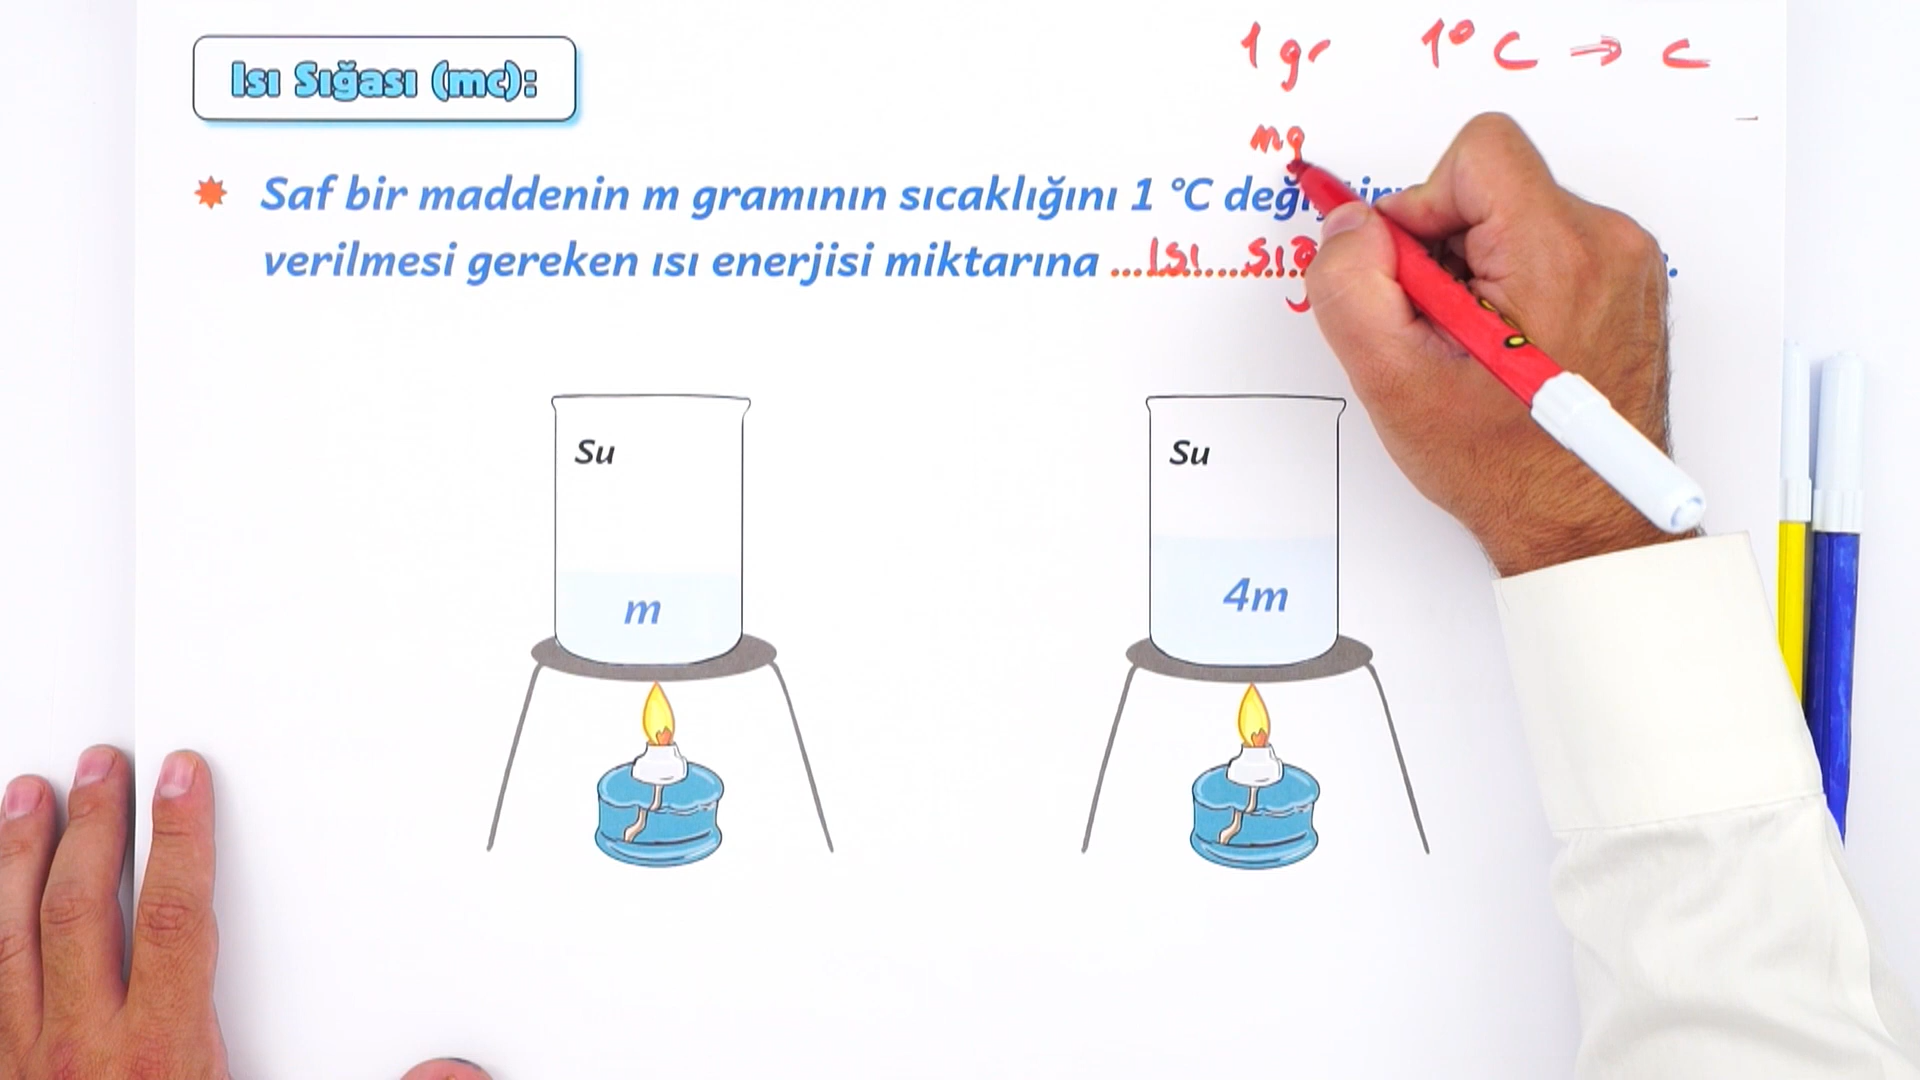 Isı Sığası (mc):
1 gr 1° C ⇒ c
mg
Saf bir maddenin m gramının sıcaklığını 1 °C
verilmesi gereken ısı enerjisi miktarına ...ısı
Su
m
Su
4m